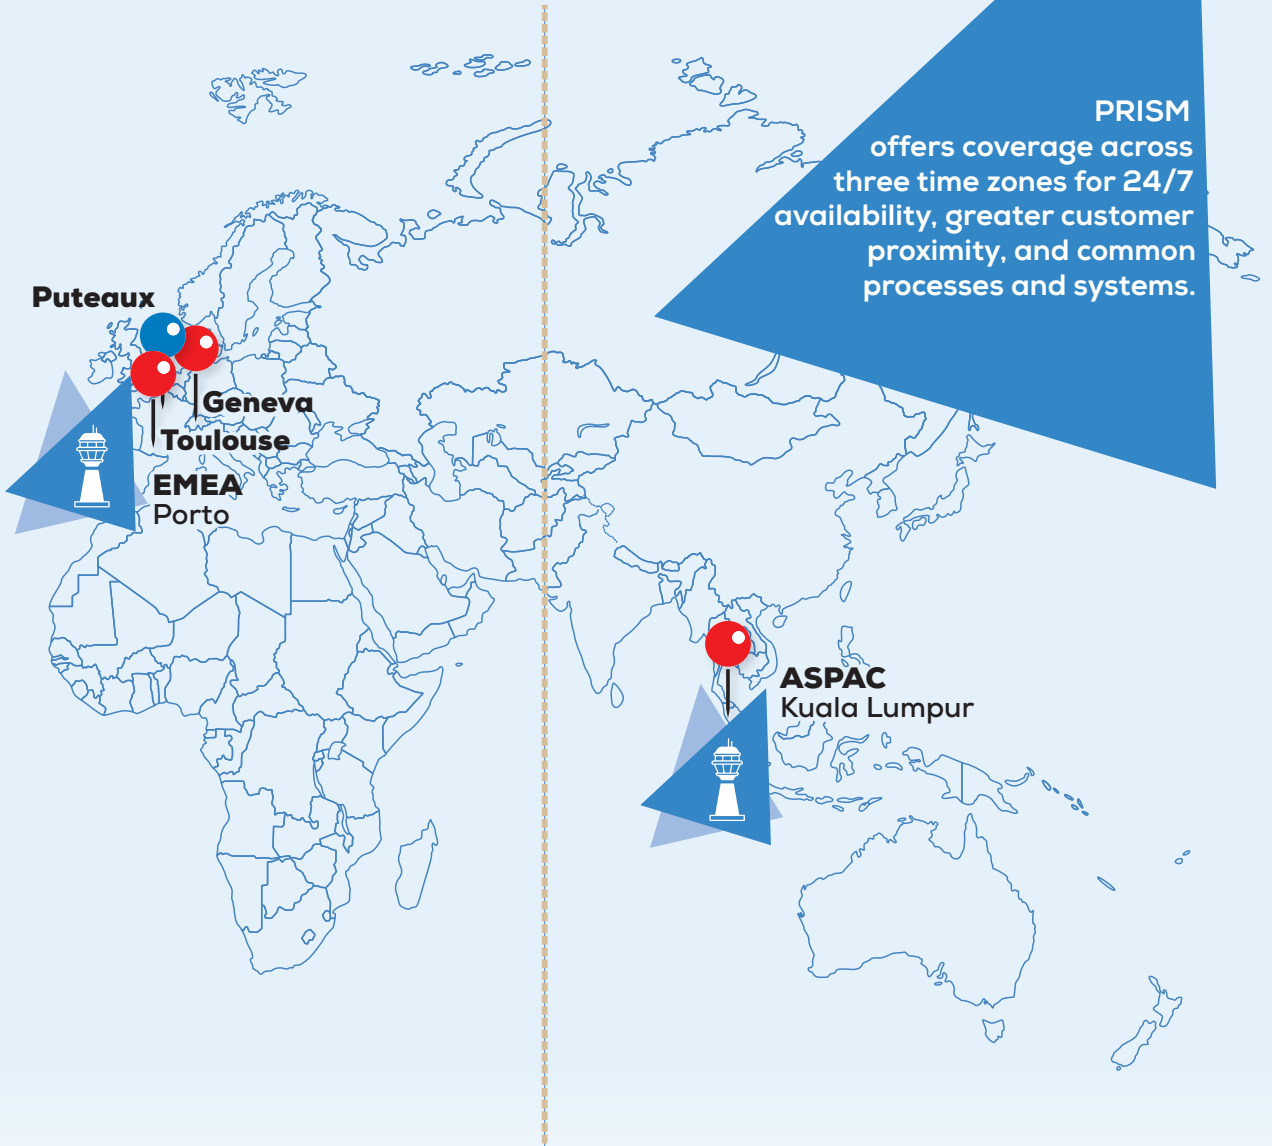 PRISM
offers coverage across
three time zones for 24/7
availability, greater customer
proximity, and common
processes and systems.
Puteaux
Geneva
Toulouse
EMEA
Porto
ASPAC
Kuala Lumpur